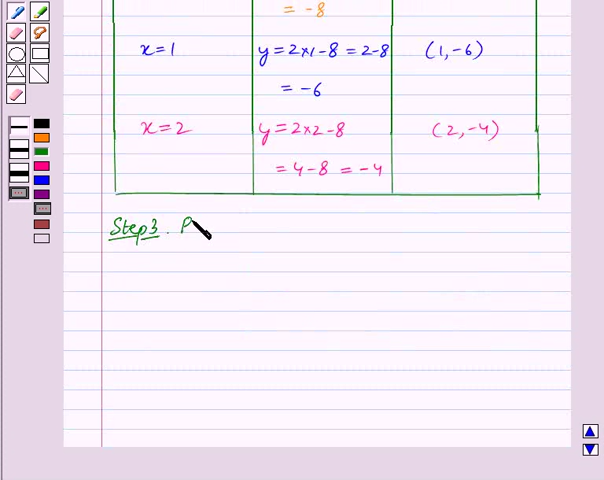 = -8
x=1 y=2×1-8 = 2-8 (1,-6)
= -6
x=2 y=2×2-8 (2,-4)
= 4-8 = -4
Step3. P